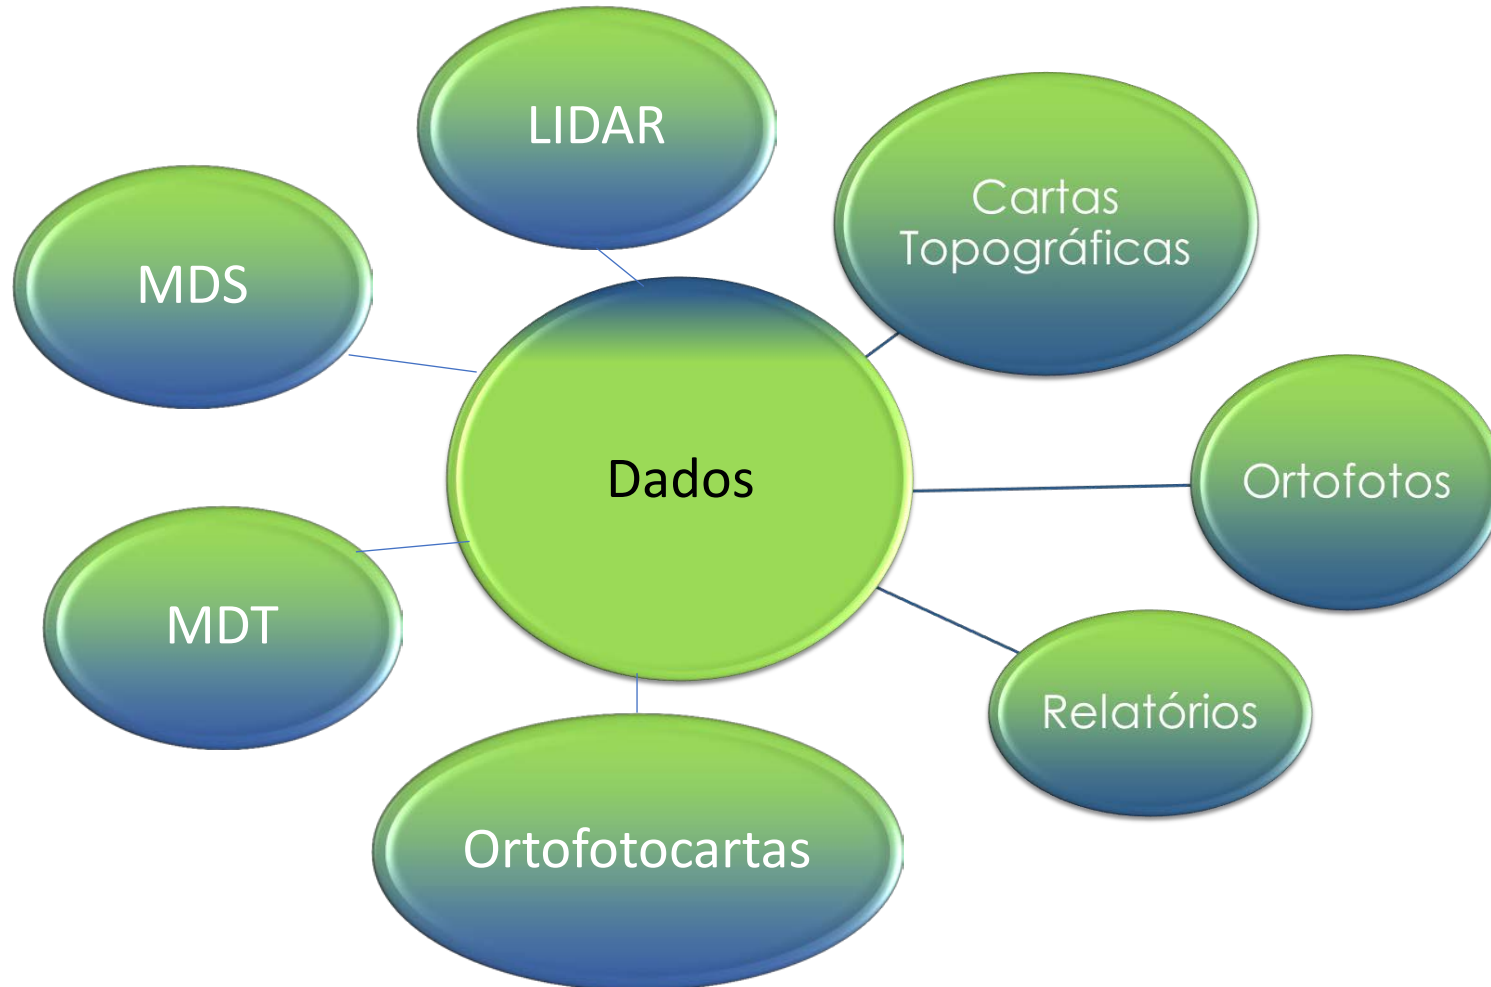 LIDAR
Cartas
Topográficas
MDS
Dados
Ortofotos
MDT
Relatórios
Ortofotocartas